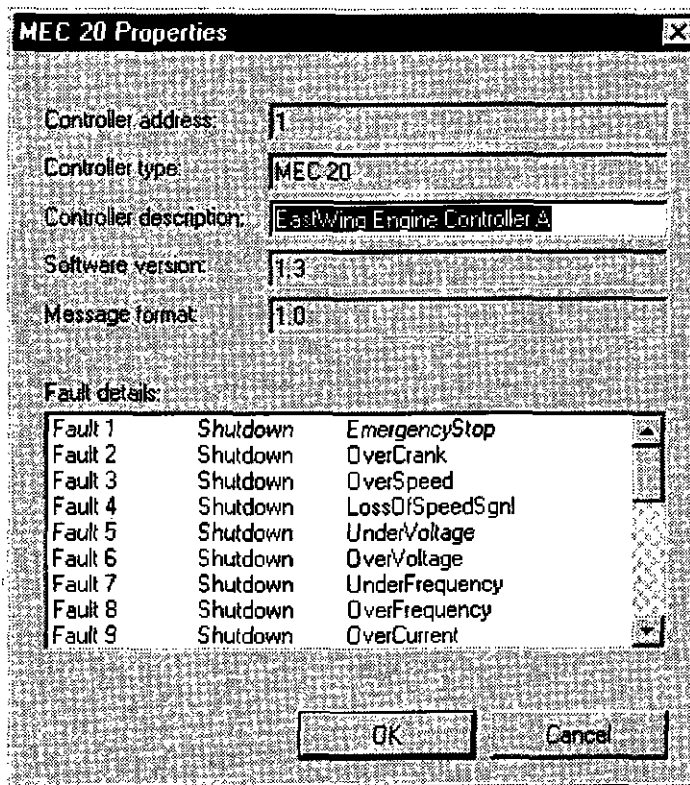 MEC 20 Properties
Controller address: 1
Controller type: MEC 20
Controller description: EastWing Engine Controller A
Software version: 1.3
Message format: 1.0
Fault details:
Fault 1 Shutdown EmergencyStop
Fault 2 Shutdown OverCrank
Fault 3 Shutdown OverSpeed
Fault 4 Shutdown LossOfSpeedSgnl
Fault 5 Shutdown UnderVoltage
Fault 6 Shutdown OverVoltage
Fault 7 Shutdown UnderFrequency
Fault 8 Shutdown OverFrequency
Fault 9 Shutdown OverCurrent
OK Cancel